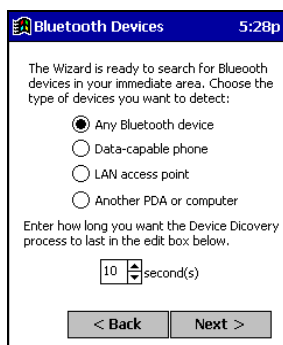 Bluetooth Devices 5:28p
The Wizard is ready to search for Blueooth
devices in your immediate area. Choose the
type of devices you want to detect:
Any Bluetooth device
Data-capable phone
LAN access point
Another PDA or computer
Enter how long you want the Device Dicovery
process to last in the edit box below.
10 second(s)
< Back Next >